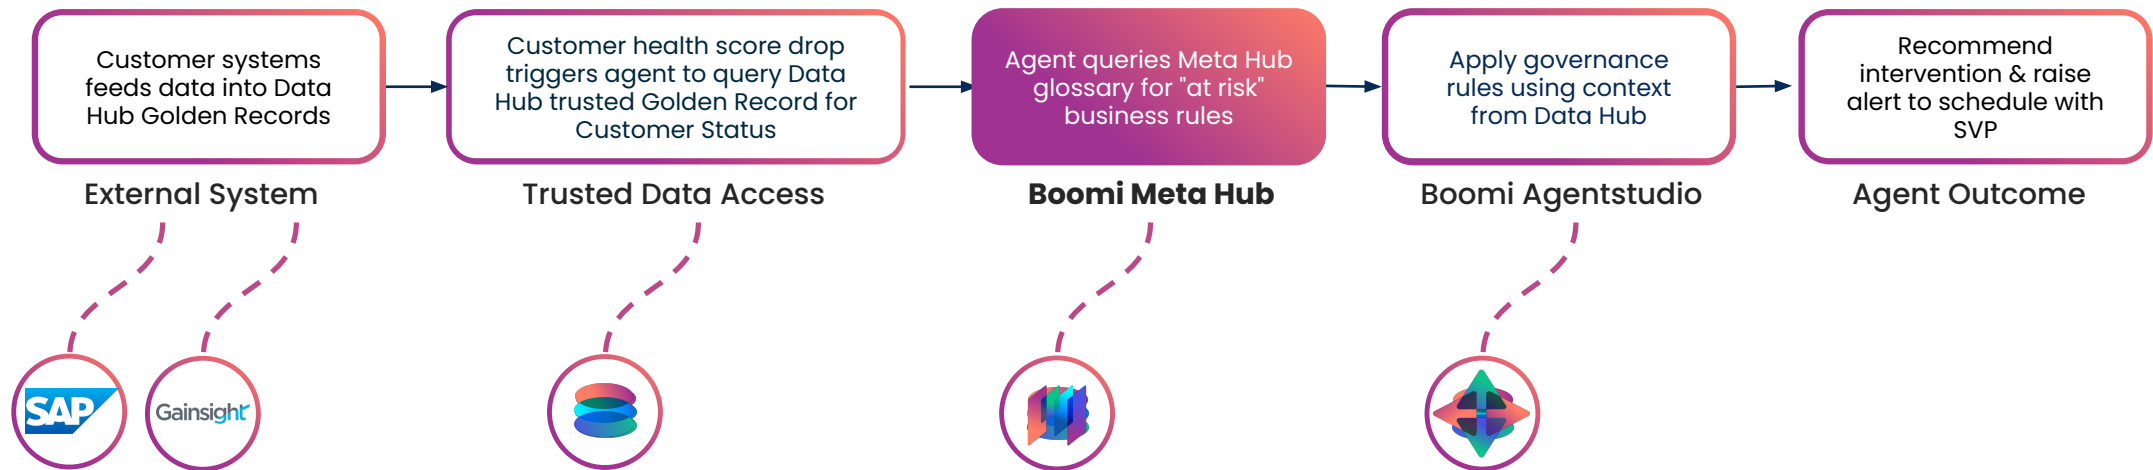 Customer systems
feeds data into Data
Hub Golden Records
Customer health score drop
triggers agent to query Data
Hub trusted Golden Record for
Customer Status
Agent queries Meta Hub
glossary for "at risk"
business rules
Apply governance
rules using context
from Data Hub
Recommend
intervention & raise
alert to schedule with
SVP
External System
Trusted Data Access
Boomi Meta Hub
Boomi Agentstudio
Agent Outcome
SAP
Gainsight